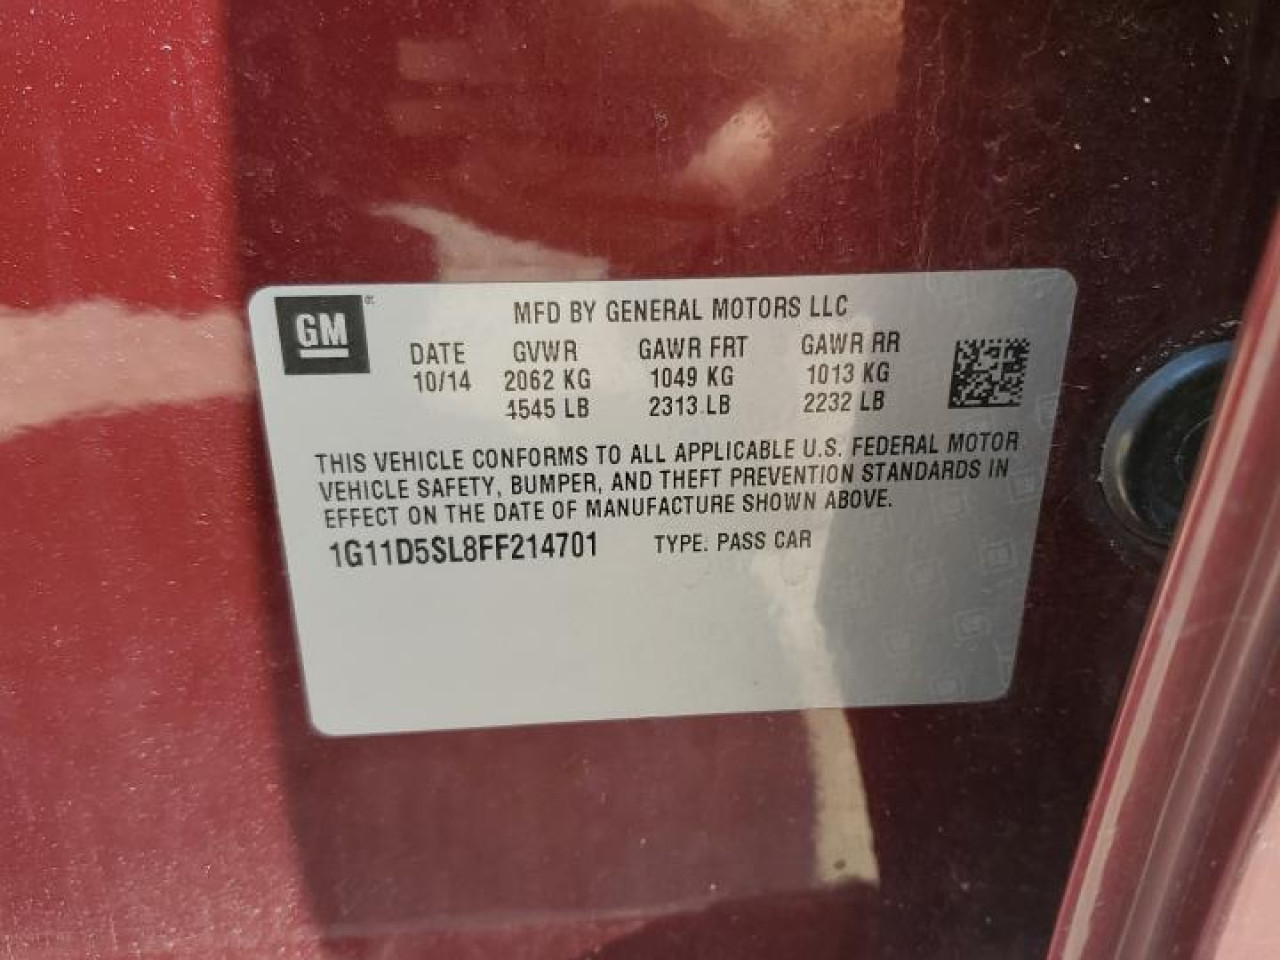 GM® MFD BY GENERAL MOTORS LLC
DATE GVWR GAWR FRT GAWR RR
10/14 2062 KG 1049 KG 1013 KG
4545 LB 2313 LB 2232 LB
THIS VEHICLE CONFORMS TO ALL APPLICABLE U.S. FEDERAL MOTOR
VEHICLE SAFETY, BUMPER, AND THEFT PREVENTION STANDARDS IN
EFFECT ON THE DATE OF MANUFACTURE SHOWN ABOVE.
1G11D5SL8FF214701 TYPE: PASS CAR